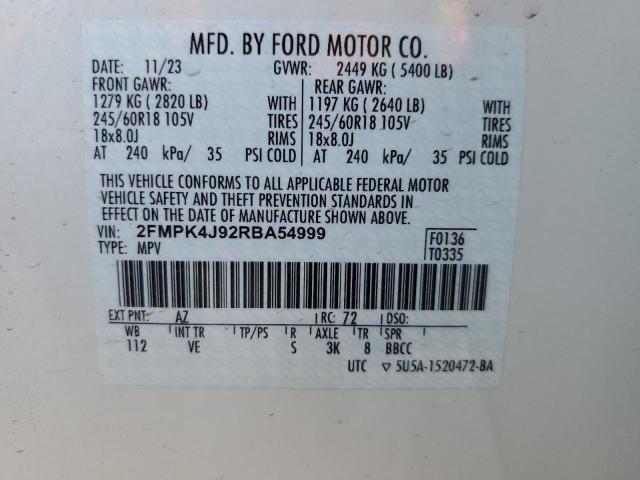 MFD. BY FORD MOTOR CO.
DATE: 11/23 GVWR: 2449 KG ( 5400 LB)
FRONT GAWR: REAR GAWR:
1279 KG ( 2820 LB) WITH 1197 KG ( 2640 LB) WITH
245/60R18 105V TIRES 245/60R18 105V TIRES
18x8.0J RIMS 18x8.0J RIMS
AT 240 kPa/ 35 PSI COLD AT 240 kPa/ 35 PSI COLD
THIS VEHICLE CONFORMS TO ALL APPLICABLE FEDERAL MOTOR
VEHICLE SAFETY AND THEFT PREVENTION STANDARDS IN
EFFECT ON THE DATE OF MANUFACTURE SHOWN ABOVE.
VIN: 2FMPK4J92RBA54999 F0136
TYPE: MPV T0335
EXT PNT: AZ RC: 72 DSO:
WB INT TR TP/PS R AXLE TR SPR
112 VE S 3K 8 BBCC
UTC ▽ 5U5A-1520472-BA